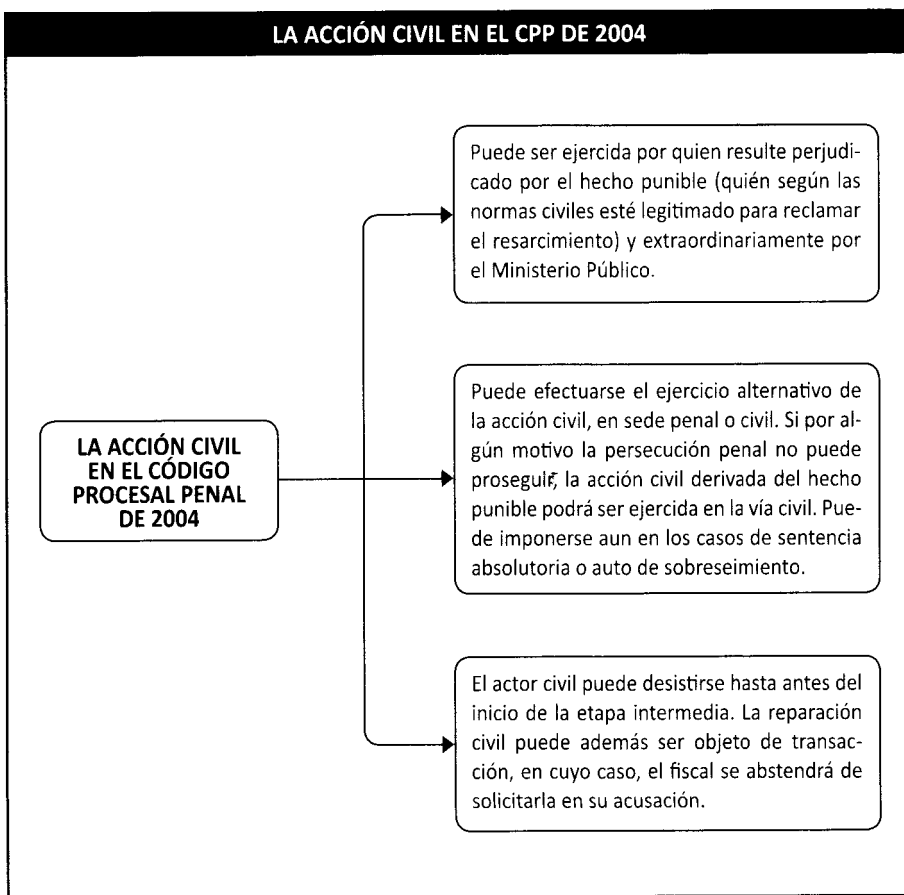 LA ACCIÓN CIVIL EN EL CPP DE 2004
Puede ser ejercida por quien resulte perjudi-
cado por el hecho punible (quién según las
normas civiles esté legitimado para reclamar
el resarcimiento) y extraordinariamente por
el Ministerio Público.
LA ACCIÓN CIVIL
EN EL CÓDIGO
PROCESAL PENAL
DE 2004
Puede efectuarse el ejercicio alternativo de
la acción civil, en sede penal o civil. Si por al-
gún motivo la persecución penal no puede
proseguir, la acción civil derivada del hecho
punible podrá ser ejercida en la vía civil. Pue-
de imponerse aun en los casos de sentencia
absolutoria o auto de sobreseimiento.
El actor civil puede desistirse hasta antes del
inicio de la etapa intermedia. La reparación
civil puede además ser objeto de transac-
ción, en cuyo caso, el fiscal se abstendrá de
solicitarla en su acusación.